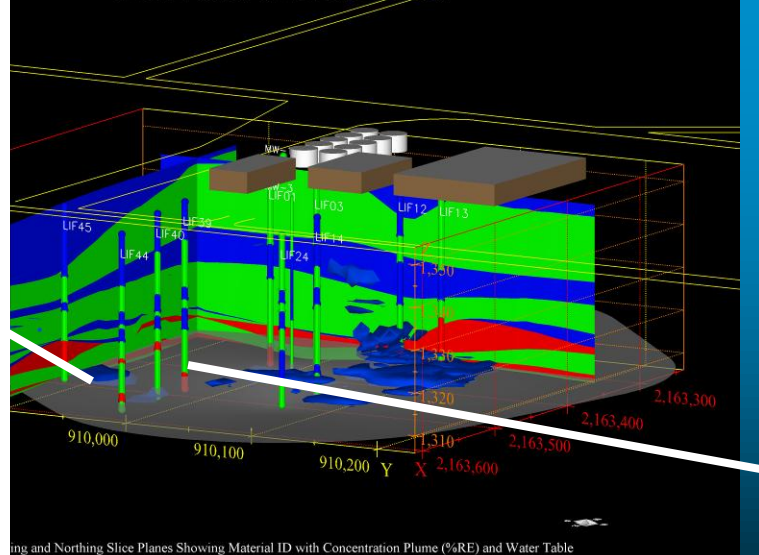 MW-
LIF01
LIF03
LIF12
LIF13
LIF45
LIF39
LIF40
LIF14
LIF44
LIF24
1,350
1,330
1,320
1,310
2,163,300
2,163,400
2,163,500
2,163,600
910,000
910,100
910,200
Y
X
ing and Northing Slice Planes Showing Material ID with Concentration Plume (%RE) and Water Table